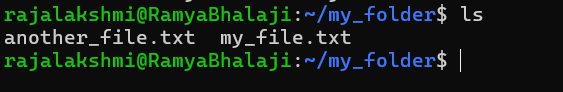 rajalakshmi@RamyaBhalaji:~/my_folder$ ls
another_file.txt  my_file.txt
rajalakshmi@RamyaBhalaji:~/my_folder$